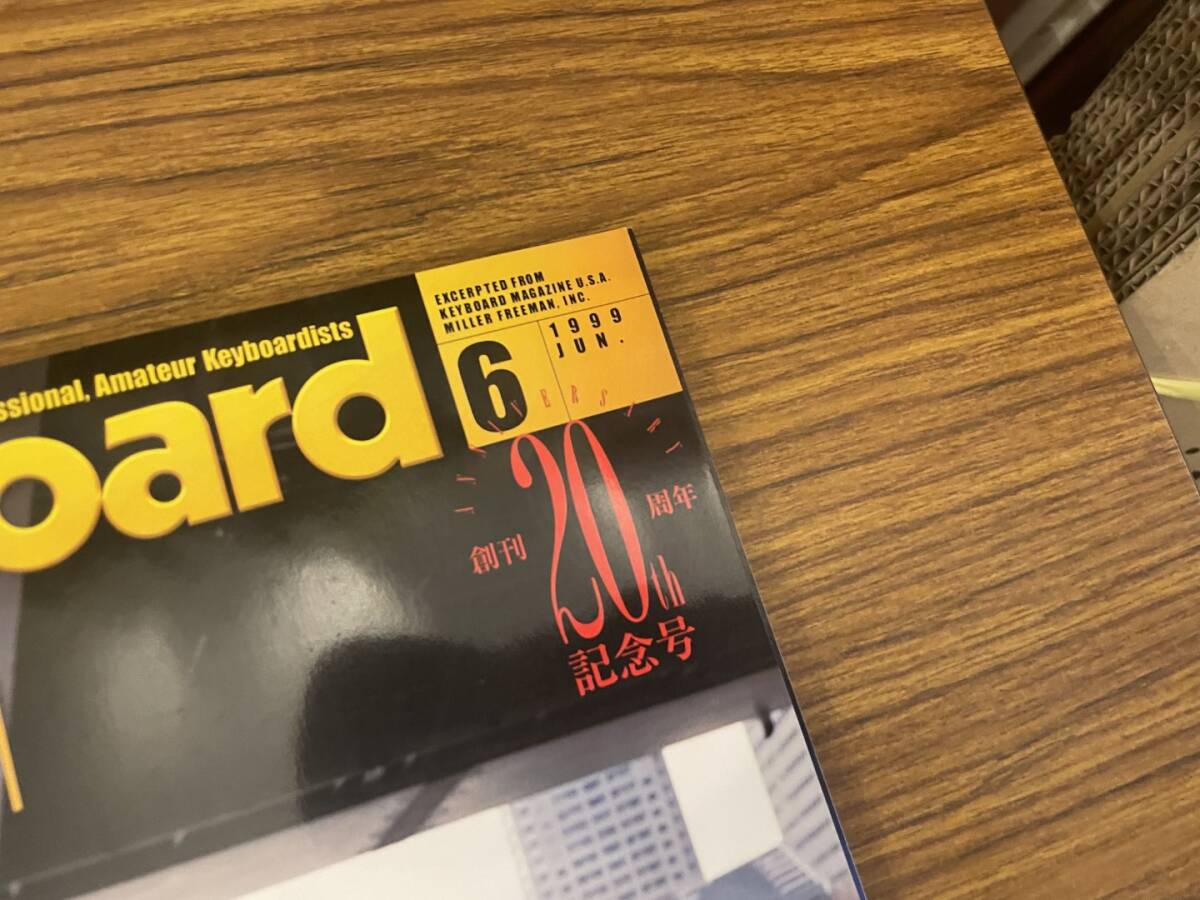 EXCERPTED FROM
KEYBOARD MAGAZINE U.S.A.
MILLER FREEMAN, INC.
ssional, Amateur Keyboardists
oard
6
1999
JUN.
創刊
20th
周年
記念号